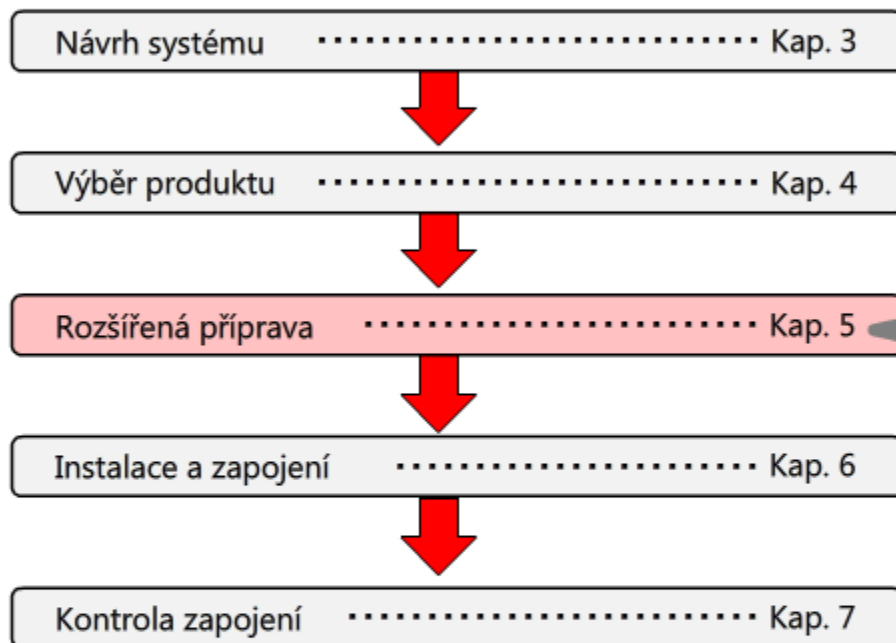 Návrh systému ································ Kap. 3
Výběr produktu ································ Kap. 4
Rozšířená příprava ···························· Kap. 5
Instalace a zapojení ·························· Kap. 6
Kontrola zapojení ····························· Kap. 7